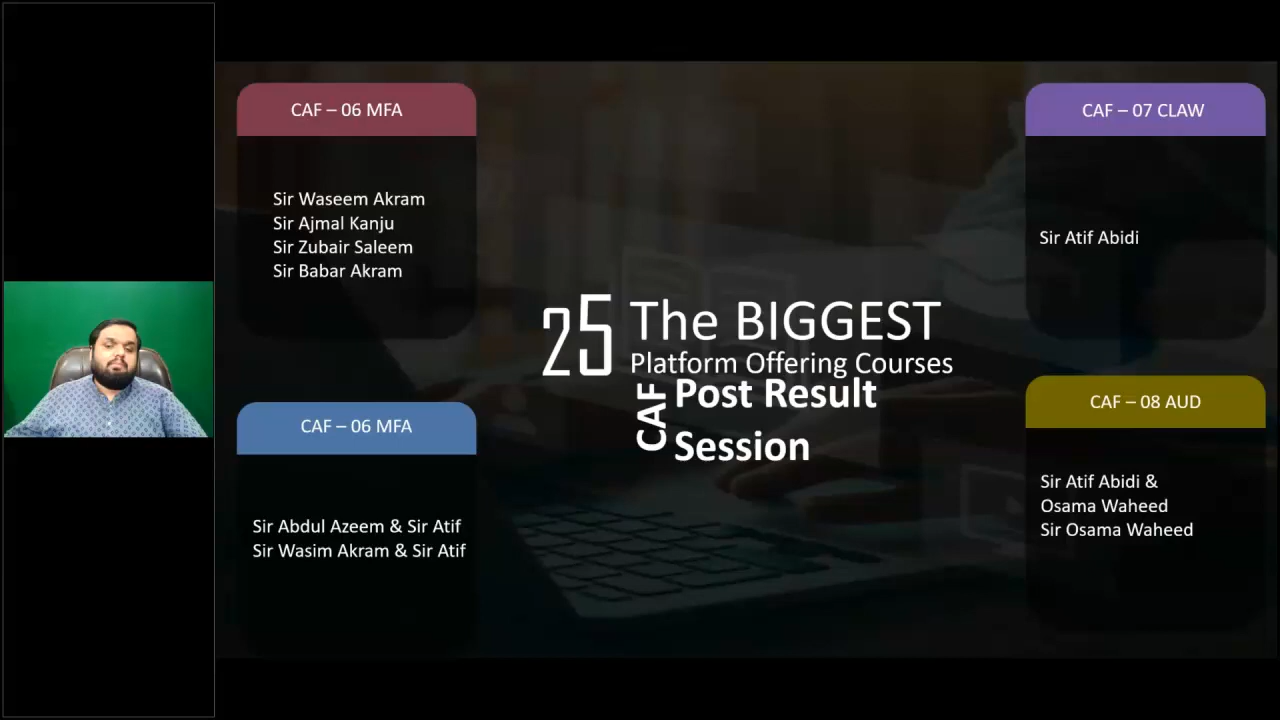 CAF – 06 MFA
Sir Waseem Akram
Sir Ajmal Kanju
Sir Zubair Saleem
Sir Babar Akram
CAF – 06 MFA
Sir Abdul Azeem & Sir Atif
Sir Wasim Akram & Sir Atif
25 The BIGGEST
Platform Offering Courses
CAF Post Result
Session
CAF – 07 CLAW
Sir Atif Abidi
CAF – 08 AUD
Sir Atif Abidi &
Osama Waheed
Sir Osama Waheed